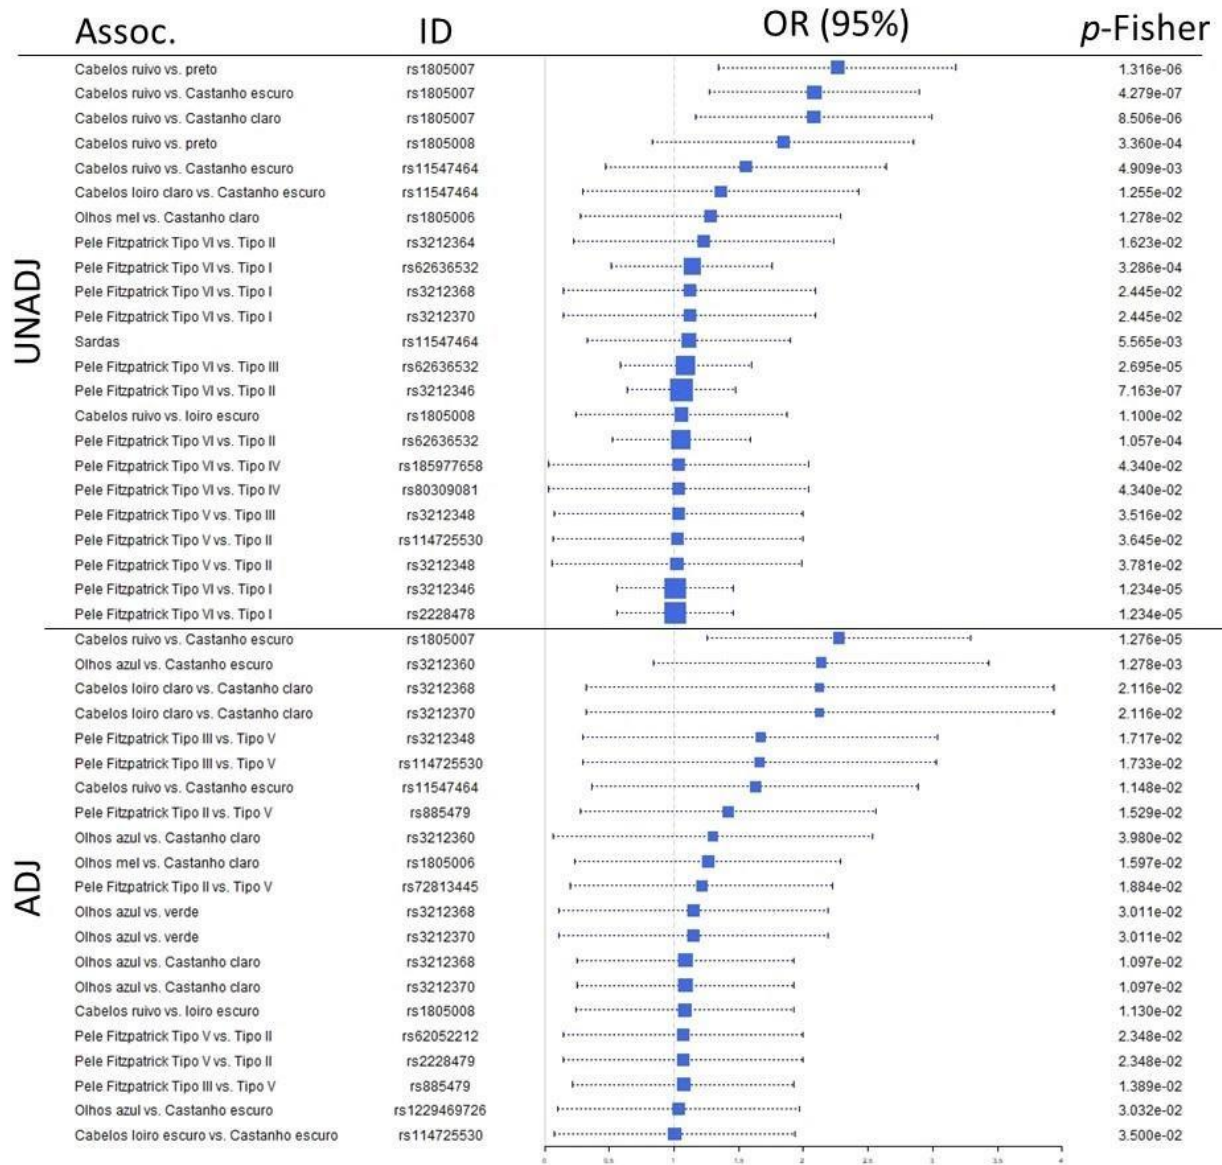 Assoc. ID OR (95%) p-Fisher
UNADJ
Cabelos ruivo vs. preto rs1805007 1.316e-06
Cabelos ruivo vs. Castanho escuro rs1805007 4.279e-07
Cabelos ruivo vs. Castanho claro rs1805007 8.506e-06
Cabelos ruivo vs. preto rs1805008 3.360e-04
Cabelos ruivo vs. Castanho escuro rs11547464 4.909e-03
Cabelos loiro claro vs. Castanho escuro rs11547464 1.255e-02
Olhos mel vs. Castanho claro rs1805006 1.278e-02
Pele Fitzpatrick Tipo VI vs. Tipo II rs3212364 1.623e-02
Pele Fitzpatrick Tipo VI vs. Tipo I rs62636532 3.286e-04
Pele Fitzpatrick Tipo VI vs. Tipo I rs3212368 2.445e-02
Pele Fitzpatrick Tipo VI vs. Tipo I rs3212370 2.445e-02
Sardas rs11547464 5.565e-03
Pele Fitzpatrick Tipo VI vs. Tipo III rs62636532 2.695e-05
Pele Fitzpatrick Tipo VI vs. Tipo II rs3212346 7.163e-07
Cabelos ruivo vs. loiro escuro rs1805008 1.100e-02
Pele Fitzpatrick Tipo VI vs. Tipo II rs62636532 1.057e-04
Pele Fitzpatrick Tipo VI vs. Tipo IV rs185977658 4.340e-02
Pele Fitzpatrick Tipo VI vs. Tipo IV rs80309081 4.340e-02
Pele Fitzpatrick Tipo V vs. Tipo III rs3212348 3.516e-02
Pele Fitzpatrick Tipo V vs. Tipo II rs114725530 3.645e-02
Pele Fitzpatrick Tipo V vs. Tipo II rs3212348 3.781e-02
Pele Fitzpatrick Tipo VI vs. Tipo I rs3212346 1.234e-05
Pele Fitzpatrick Tipo VI vs. Tipo I rs2228478 1.234e-05
ADJ
Cabelos ruivo vs. Castanho escuro rs1805007 1.276e-05
Olhos azul vs. Castanho escuro rs3212360 1.278e-03
Cabelos loiro claro vs. Castanho claro rs3212368 2.116e-02
Cabelos loiro claro vs. Castanho claro rs3212370 2.116e-02
Pele Fitzpatrick Tipo III vs. Tipo V rs3212348 1.717e-02
Pele Fitzpatrick Tipo III vs. Tipo V rs114725530 1.733e-02
Cabelos ruivo vs. Castanho escuro rs11547464 1.148e-02
Pele Fitzpatrick Tipo II vs. Tipo V rs885479 1.529e-02
Olhos azul vs. Castanho claro rs3212360 3.980e-02
Olhos mel vs. Castanho claro rs1805006 1.597e-02
Pele Fitzpatrick Tipo II vs. Tipo V rs72813445 1.884e-02
Olhos azul vs. verde rs3212368 3.011e-02
Olhos azul vs. verde rs3212370 3.011e-02
Olhos azul vs. Castanho claro rs3212368 1.097e-02
Olhos azul vs. Castanho claro rs3212370 1.097e-02
Cabelos ruivo vs. loiro escuro rs1805008 1.130e-02
Pele Fitzpatrick Tipo V vs. Tipo II rs62052212 2.348e-02
Pele Fitzpatrick Tipo V vs. Tipo II rs2228479 2.348e-02
Pele Fitzpatrick Tipo III vs. Tipo V rs885479 1.389e-02
Olhos azul vs. Castanho escuro rs1229469726 3.032e-02
Cabelos loiro escuro vs. Castanho escuro rs114725530 3.500e-02
0 0.5 1 1.5 2 2.5 3 3.5 4